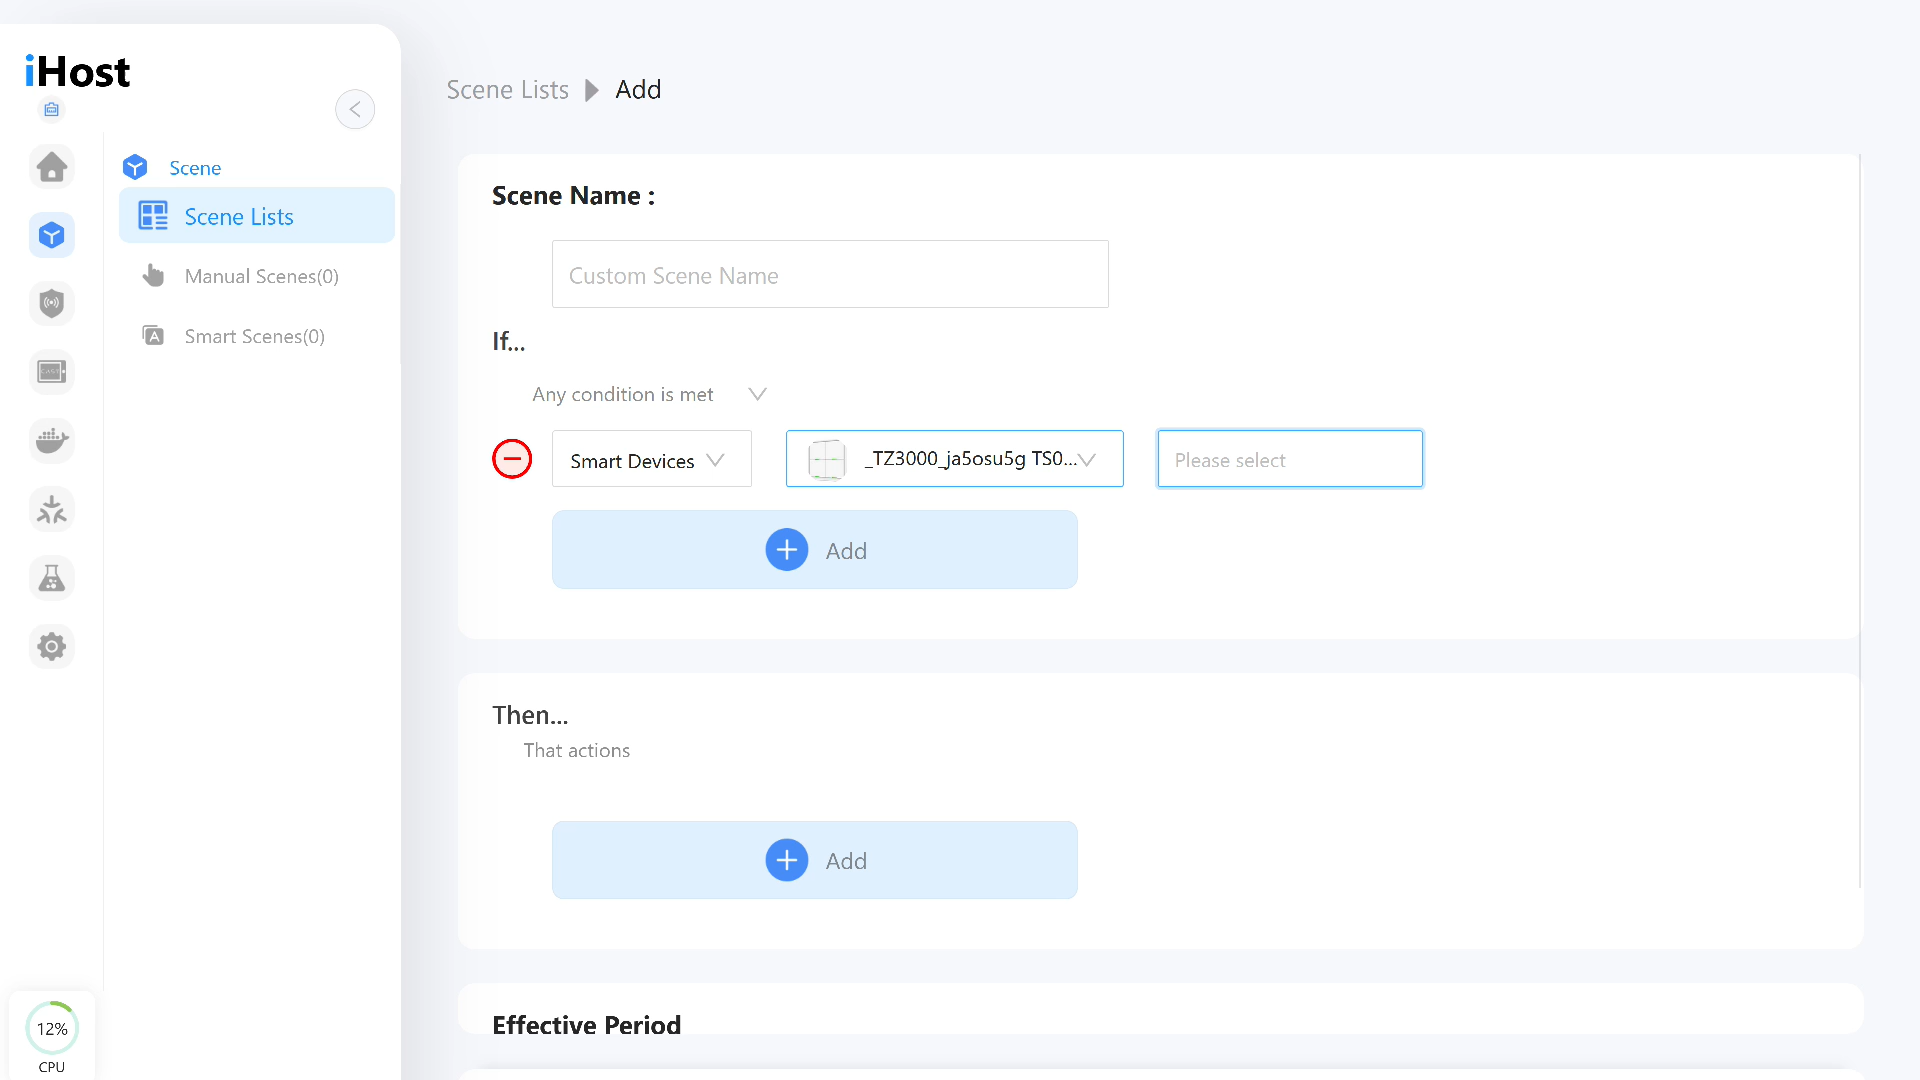 iHost
Scene Lists
Add
Scene
Scene Lists
Manual Scenes(0)
Smart Scenes(0)
Scene Name :
Custom Scene Name
If...
Any condition is met
Smart Devices
_TZ3000_ja5osu5g TS0...
Please select
Add
Then...
That actions
Add
Effective Period
12%
CPU